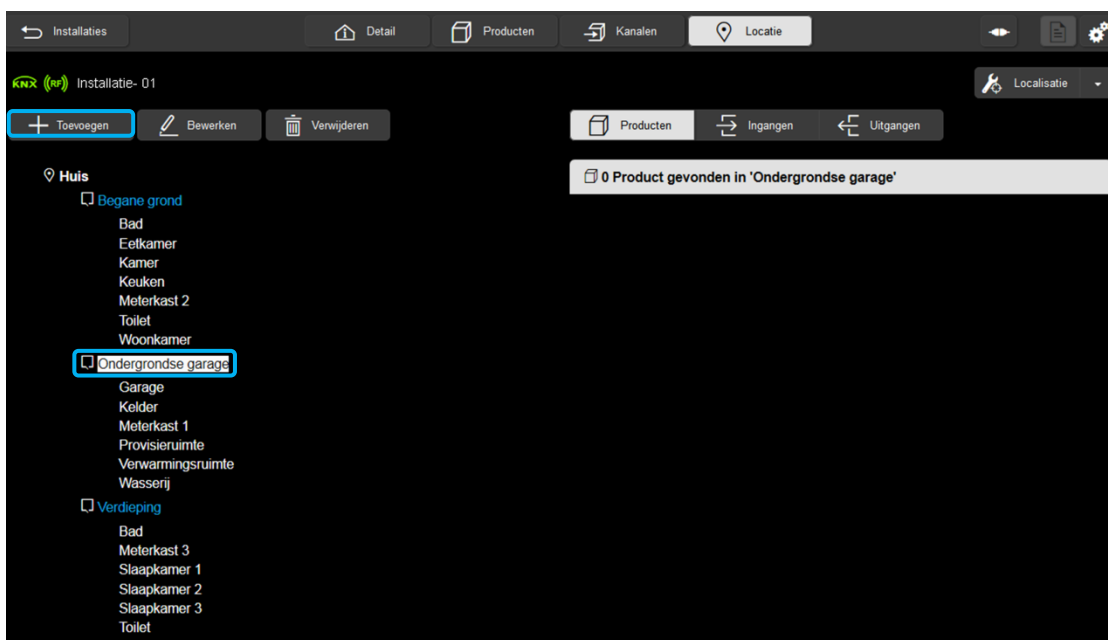 Installaties Detail Producten Kanalen Locatie
KNX ((RF)) Installatie- 01 Localisatie
Toevoegen Bewerken Verwijderen Producten Ingangen Uitgangen
Huis
0 Product gevonden in 'Ondergrondse garage'
Begane grond
Bad
Eetkamer
Kamer
Keuken
Meterkast 2
Toilet
Woonkamer
Ondergrondse garage
Garage
Kelder
Meterkast 1
Provisieruimte
Verwarmingsruimte
Wasserij
Verdieping
Bad
Meterkast 3
Slaapkamer 1
Slaapkamer 2
Slaapkamer 3
Toilet